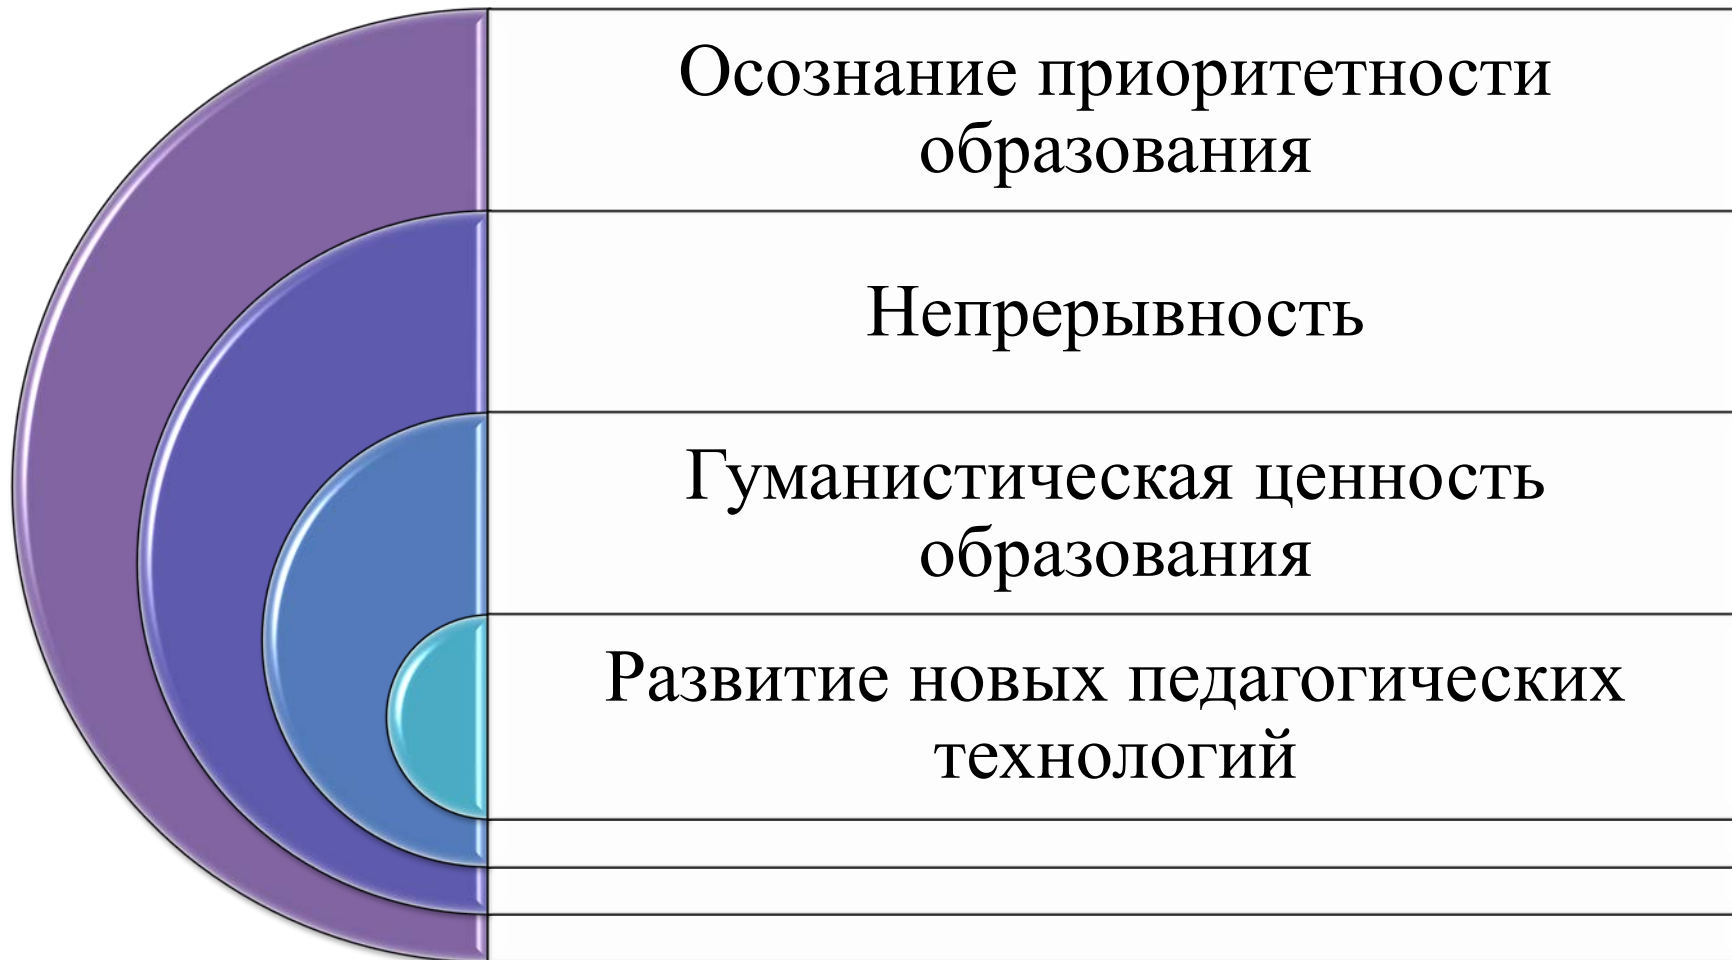 Осознание приоритетности
образования
Непрерывность
Гуманистическая ценность
образования
Развитие новых педагогических
технологий